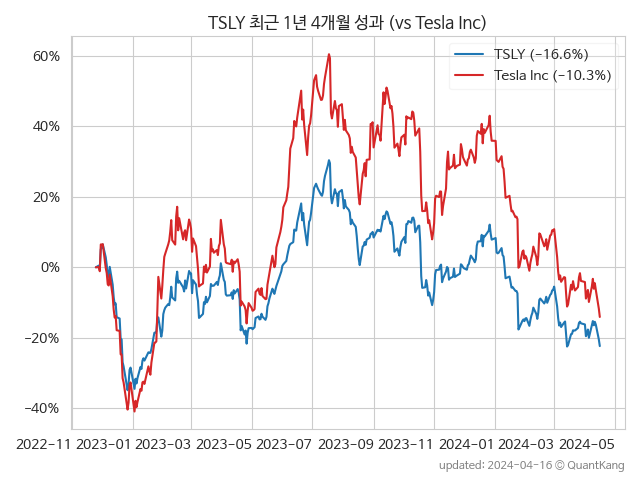 TSLY 최근 1년 4개월 성과 (vs Tesla Inc)
TSLY (−16.6%)
Tesla Inc (−10.3%)
60%
40%
20%
0%
−20%
−40%
2022−11 2023−01 2023−03 2023−05 2023−07 2023−09 2023−11 2024−01 2024−03 2024−05
updated: 2024−04−16 © QuantKang